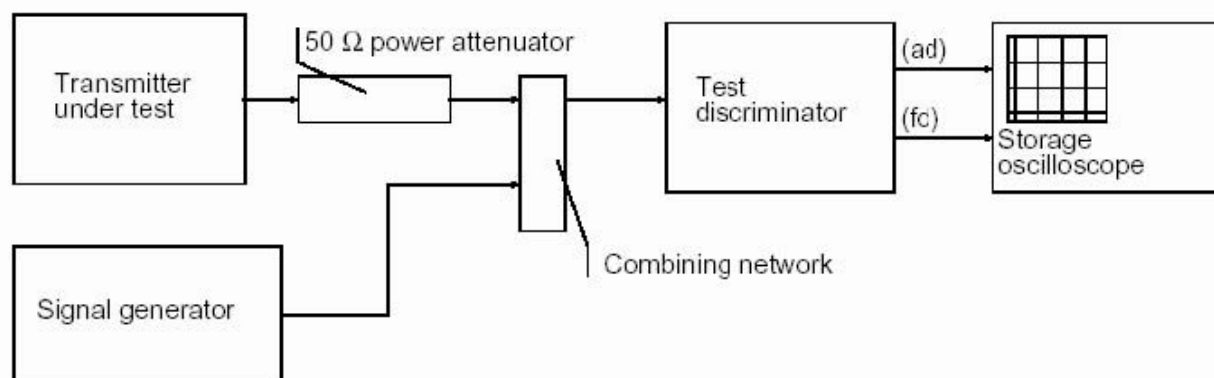 50 Ω power attenuator
Transmitter
under test
Test
discriminator
(ad)
(fc)
Storage
oscilloscope
Combining network
Signal generator